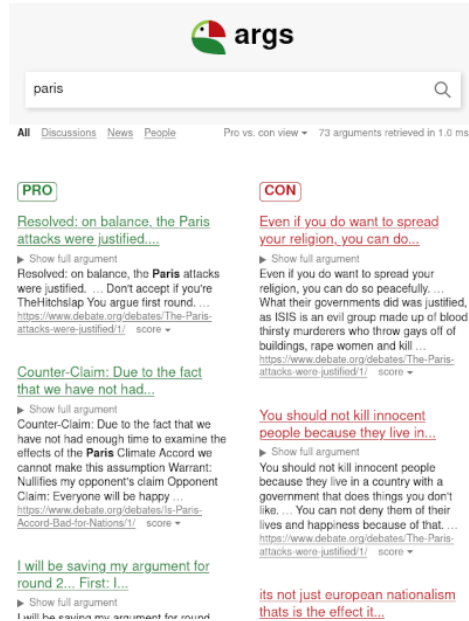 args
paris
All Discussions News People Pro vs. con view ▾ 73 arguments retrieved in 1.0 ms
PRO
Resolved: on balance, the Paris
attacks were justified....
▶ Show full argument
Resolved: on balance, the Paris attacks
were justified. ... Don't accept if you're
TheHitchslap You argue first round. ...
https://www.debate.org/debates/The-Paris-
attacks-were-justified/1/ score ▾
Counter-Claim: Due to the fact
that we have not had...
▶ Show full argument
Counter-Claim: Due to the fact that we
have not had enough time to examine the
effects of the Paris Climate Accord we
cannot make this assumption Warrant:
Nullifies my opponent's claim Opponent
Claim: Everyone will be happy ...
https://www.debate.org/debates/Is-Paris-
Accord-Bad-for-Nations/1/ score ▾
I will be saving my argument for
round 2... First: I...
▶ Show full argument
I will be saving my argument for round
CON
Even if you do want to spread
your religion, you can do...
▶ Show full argument
Even if you do want to spread your
religion, you can do so peacefully. ...
What their governments did was justified,
as ISIS is an evil group made up of blood
thirsty murderers who throw gays off of
buildings, rape women and kill ...
https://www.debate.org/debates/The-Paris-
attacks-were-justified/1/ score ▾
You should not kill innocent
people because they live in...
▶ Show full argument
You should not kill innocent people
because they live in a country with a
government that does things you don't
like. ... You can not deny them of their
lives and happiness because of that. ...
https://www.debate.org/debates/The-Paris-
attacks-were-justified/1/ score ▾
its not just european nationalism
thats is the effect it...